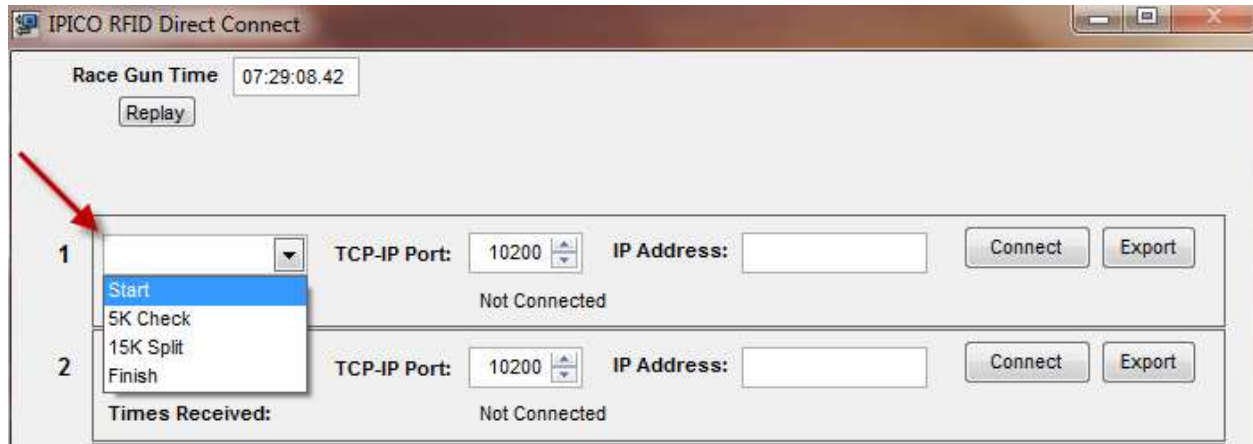 IPICO RFID Direct Connect
Race Gun Time 07:29:08.42
Replay
1 TCP-IP Port: 10200 IP Address: Connect Export
Start
Not Connected
5K Check
15K Split
2 TCP-IP Port: 10200 IP Address: Connect Export
Finish
Times Received: Not Connected